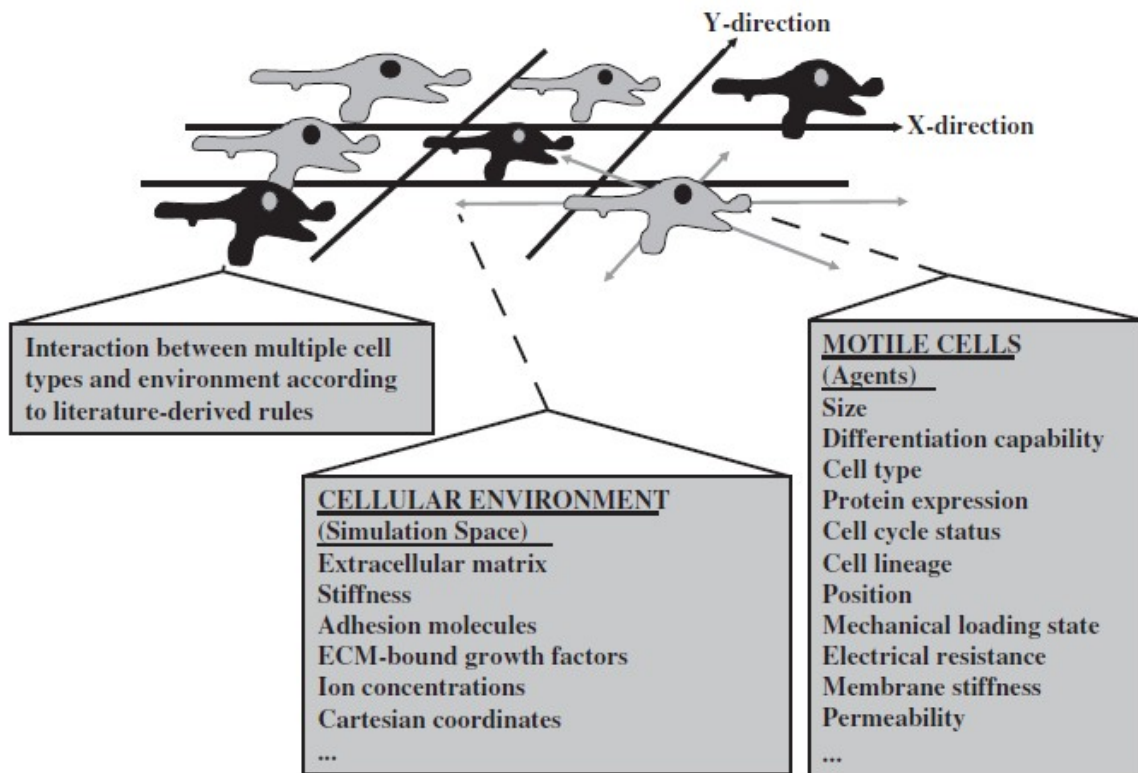 Y-direction
X-direction
Interaction between multiple cell
types and environment according
to literature-derived rules
CELLULAR ENVIRONMENT
(Simulation Space)
Extracellular matrix
Stiffness
Adhesion molecules
ECM-bound growth factors
Ion concentrations
Cartesian coordinates
...
MOTILE CELLS
(Agents)
Size
Differentiation capability
Cell type
Protein expression
Cell cycle status
Cell lineage
Position
Mechanical loading state
Electrical resistance
Membrane stiffness
Permeability
...